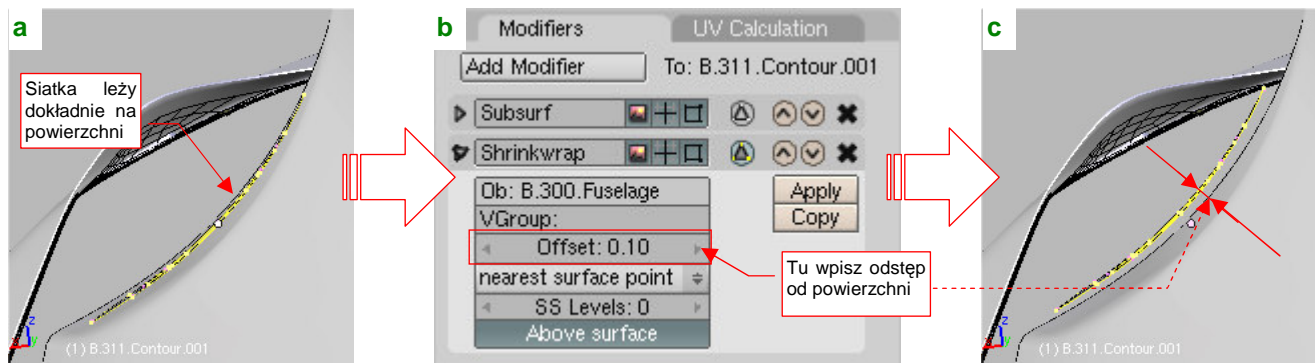 a
Siatka leży
dokładnie na
powierzchni
z
y
(1) B.311.Contour.001
b
Modifiers
UV Calculation
Add Modifier
To: B.311.Contour.001
Subsurf
Shrinkwrap
Ob: B.300.Fuselage
VGroup:
Offset: 0.10
nearest surface point
SS Levels: 0
Above surface
Apply
Copy
Tu wpisz odstęp
od powierzchni
c
z
y
(1) B.311.Contour.001